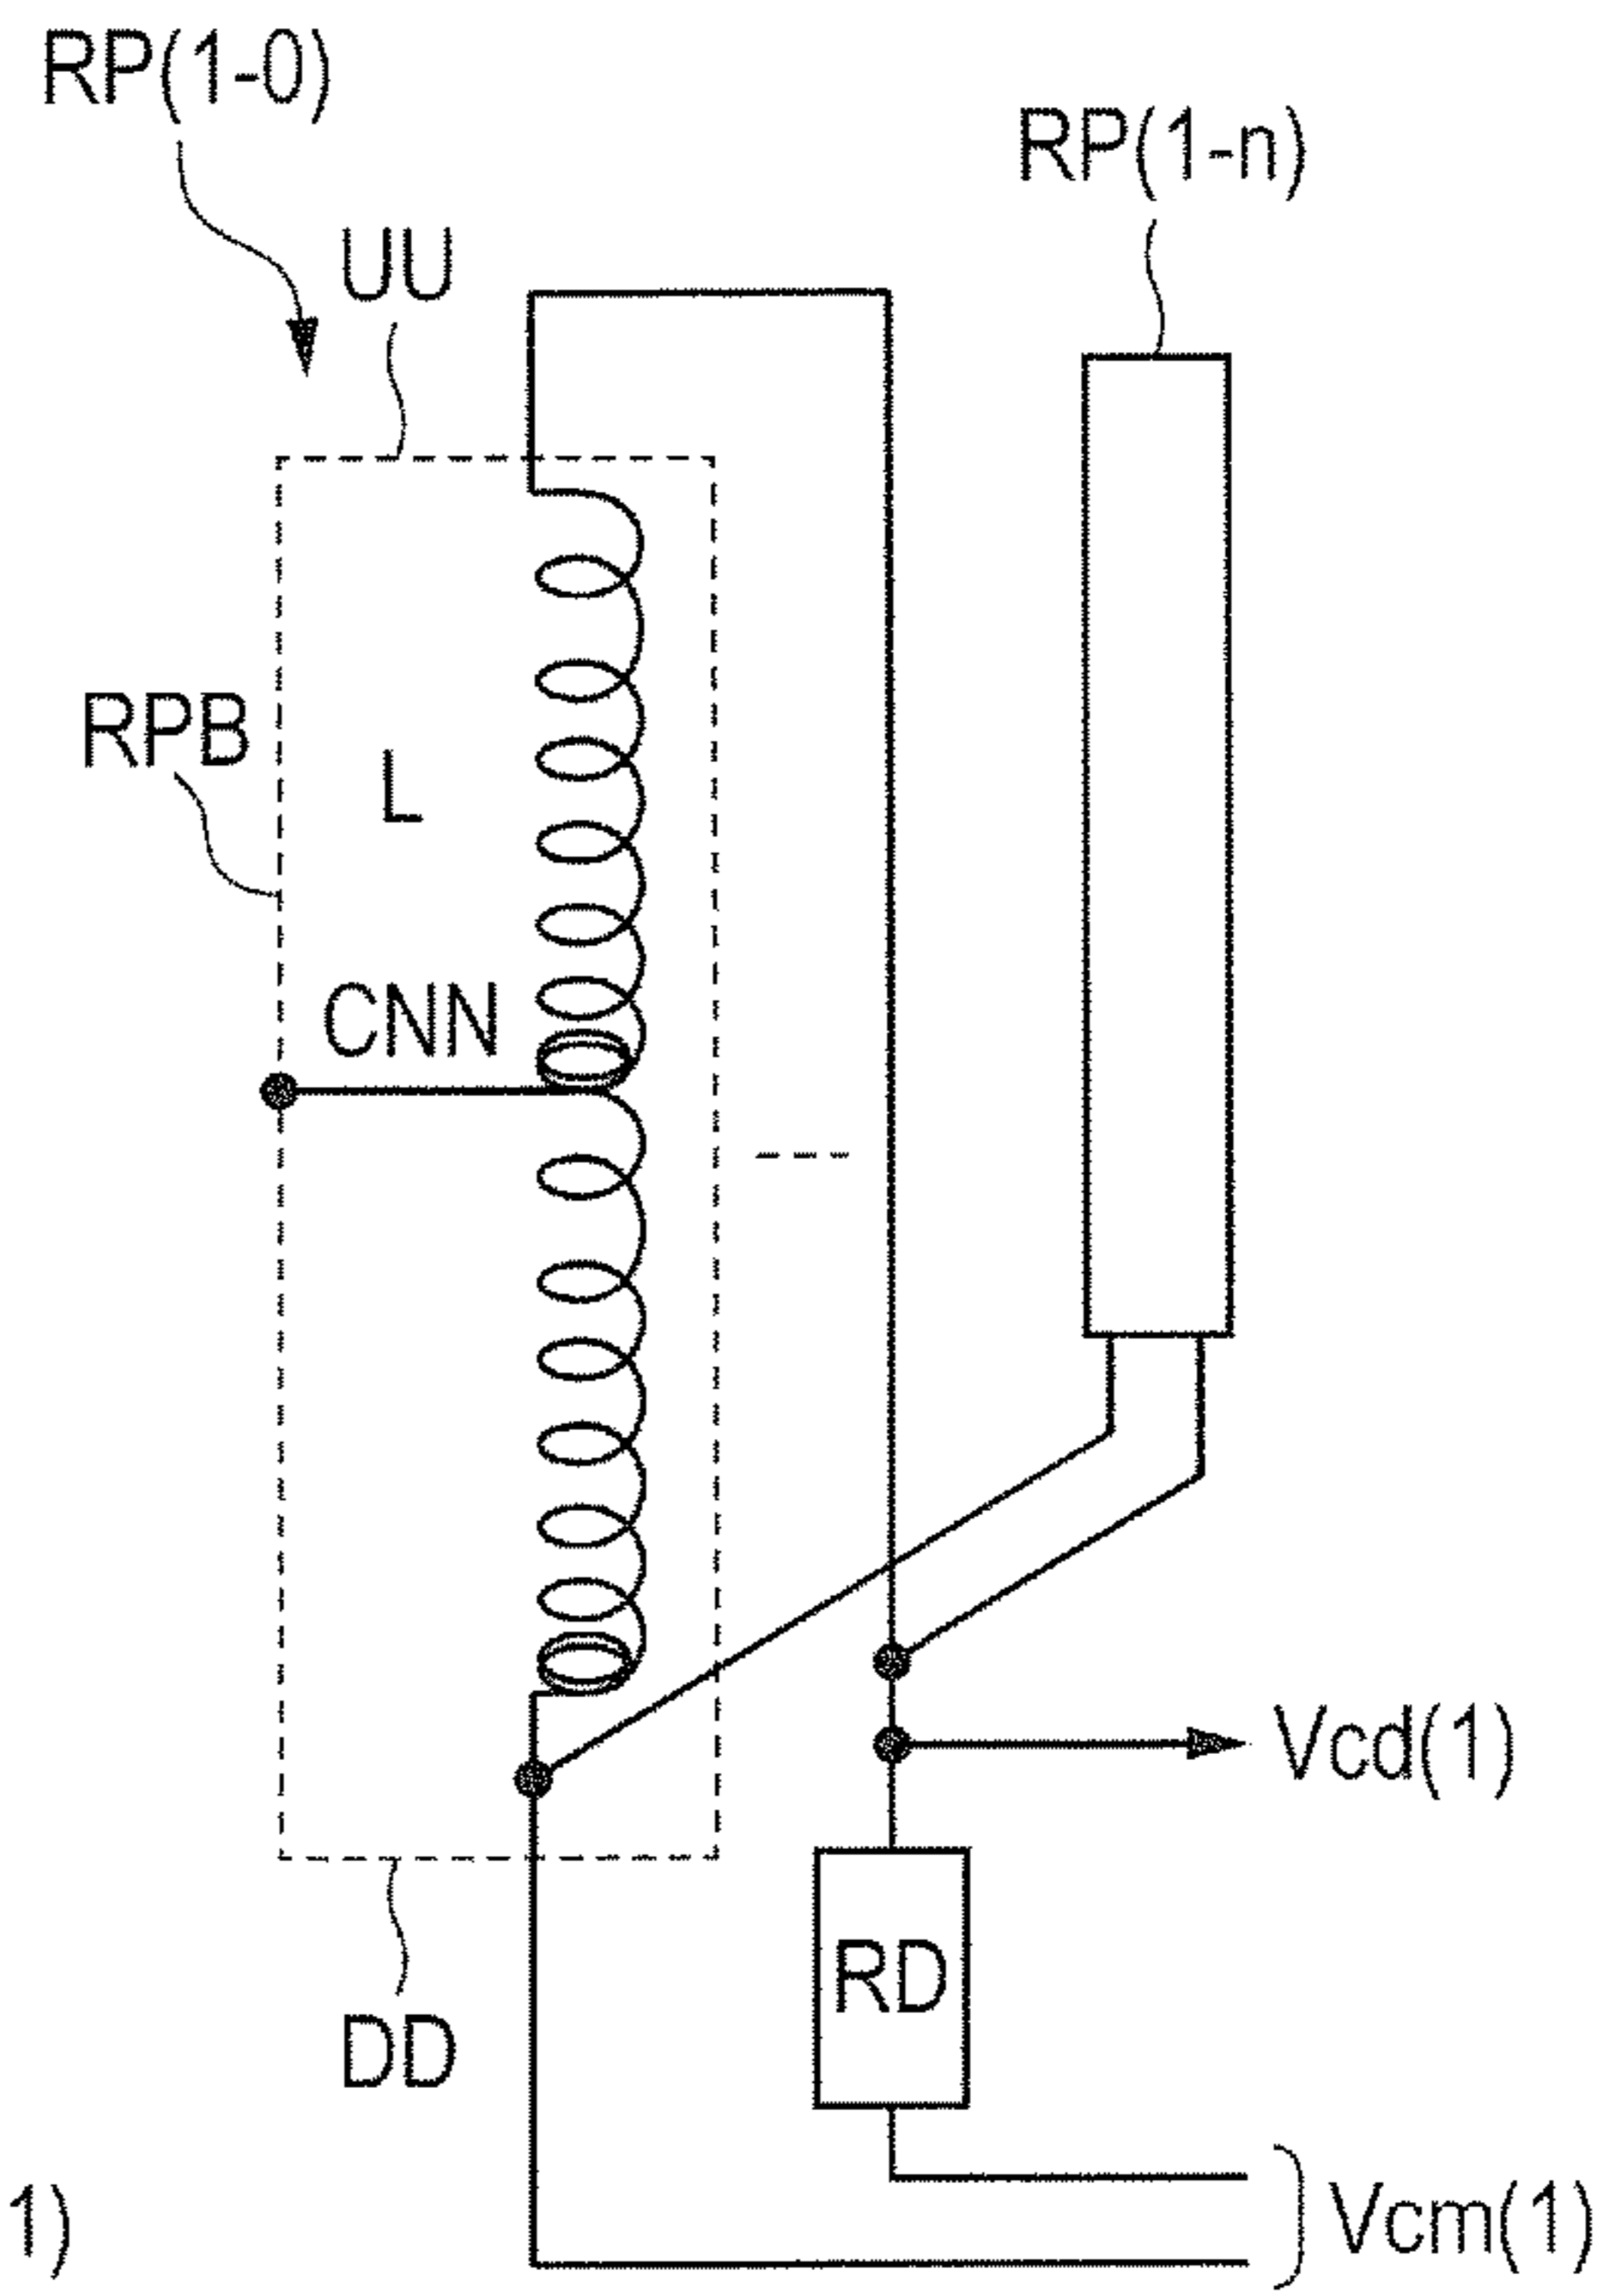 RP(1-0)
RP(1-n)
UU
RPB
L
CNN
Vcd(1)
RD
DD
1)
Vcm(1)